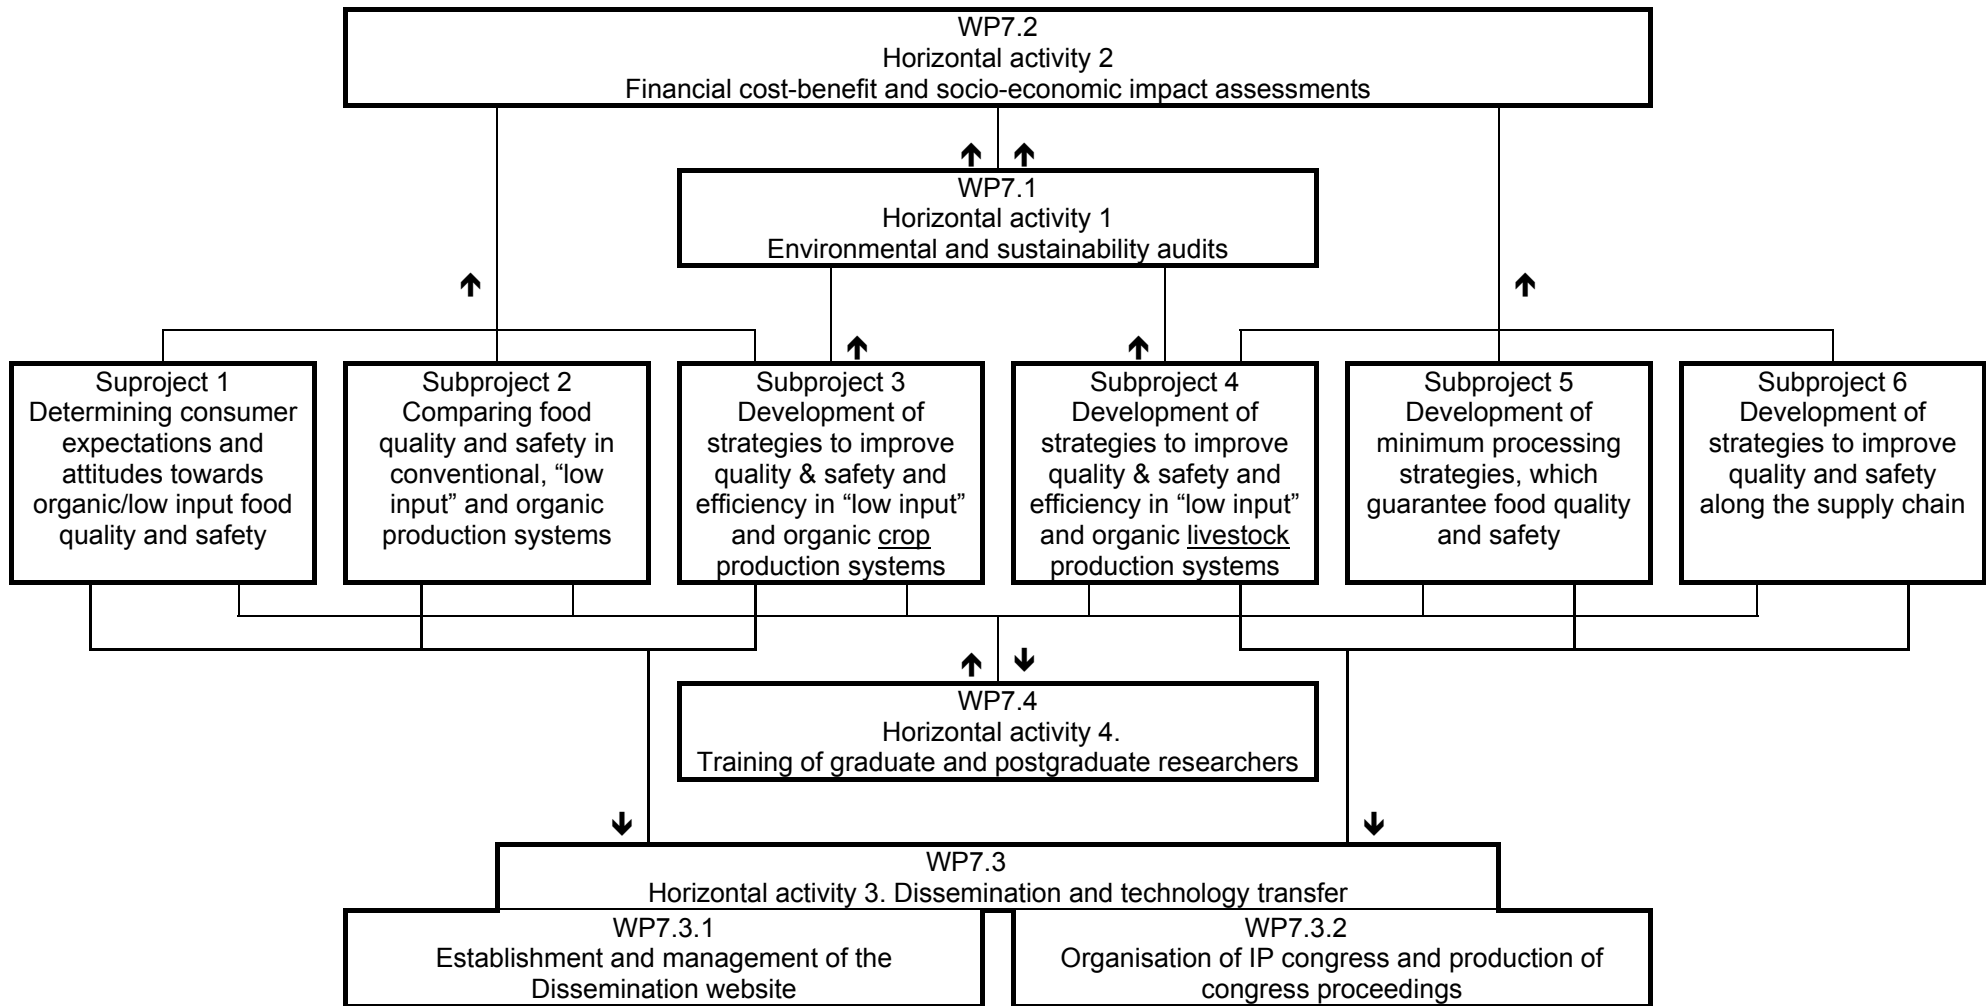 WP7.2
Horizontal activity 2
Financial cost-benefit and socio-economic impact assessments
WP7.1
Horizontal activity 1
Environmental and sustainability audits
Suproject 1
Determining consumer
expectations and
attitudes towards
organic/low input food
quality and safety
Subproject 2
Comparing food
quality and safety in
conventional, “low
input” and organic
production systems
Subproject 3
Development of
strategies to improve
quality & safety and
efficiency in “low input”
and organic crop
production systems
Subproject 4
Development of
strategies to improve
quality & safety and
efficiency in “low input”
and organic livestock
production systems
Subproject 5
Development of
minimum processing
strategies, which
guarantee food quality
and safety
Subproject 6
Development of
strategies to improve
quality and safety
along the supply chain
WP7.4
Horizontal activity 4.
Training of graduate and postgraduate researchers
WP7.3
Horizontal activity 3. Dissemination and technology transfer
WP7.3.1
Establishment and management of the
Dissemination website
WP7.3.2
Organisation of IP congress and production of
congress proceedings